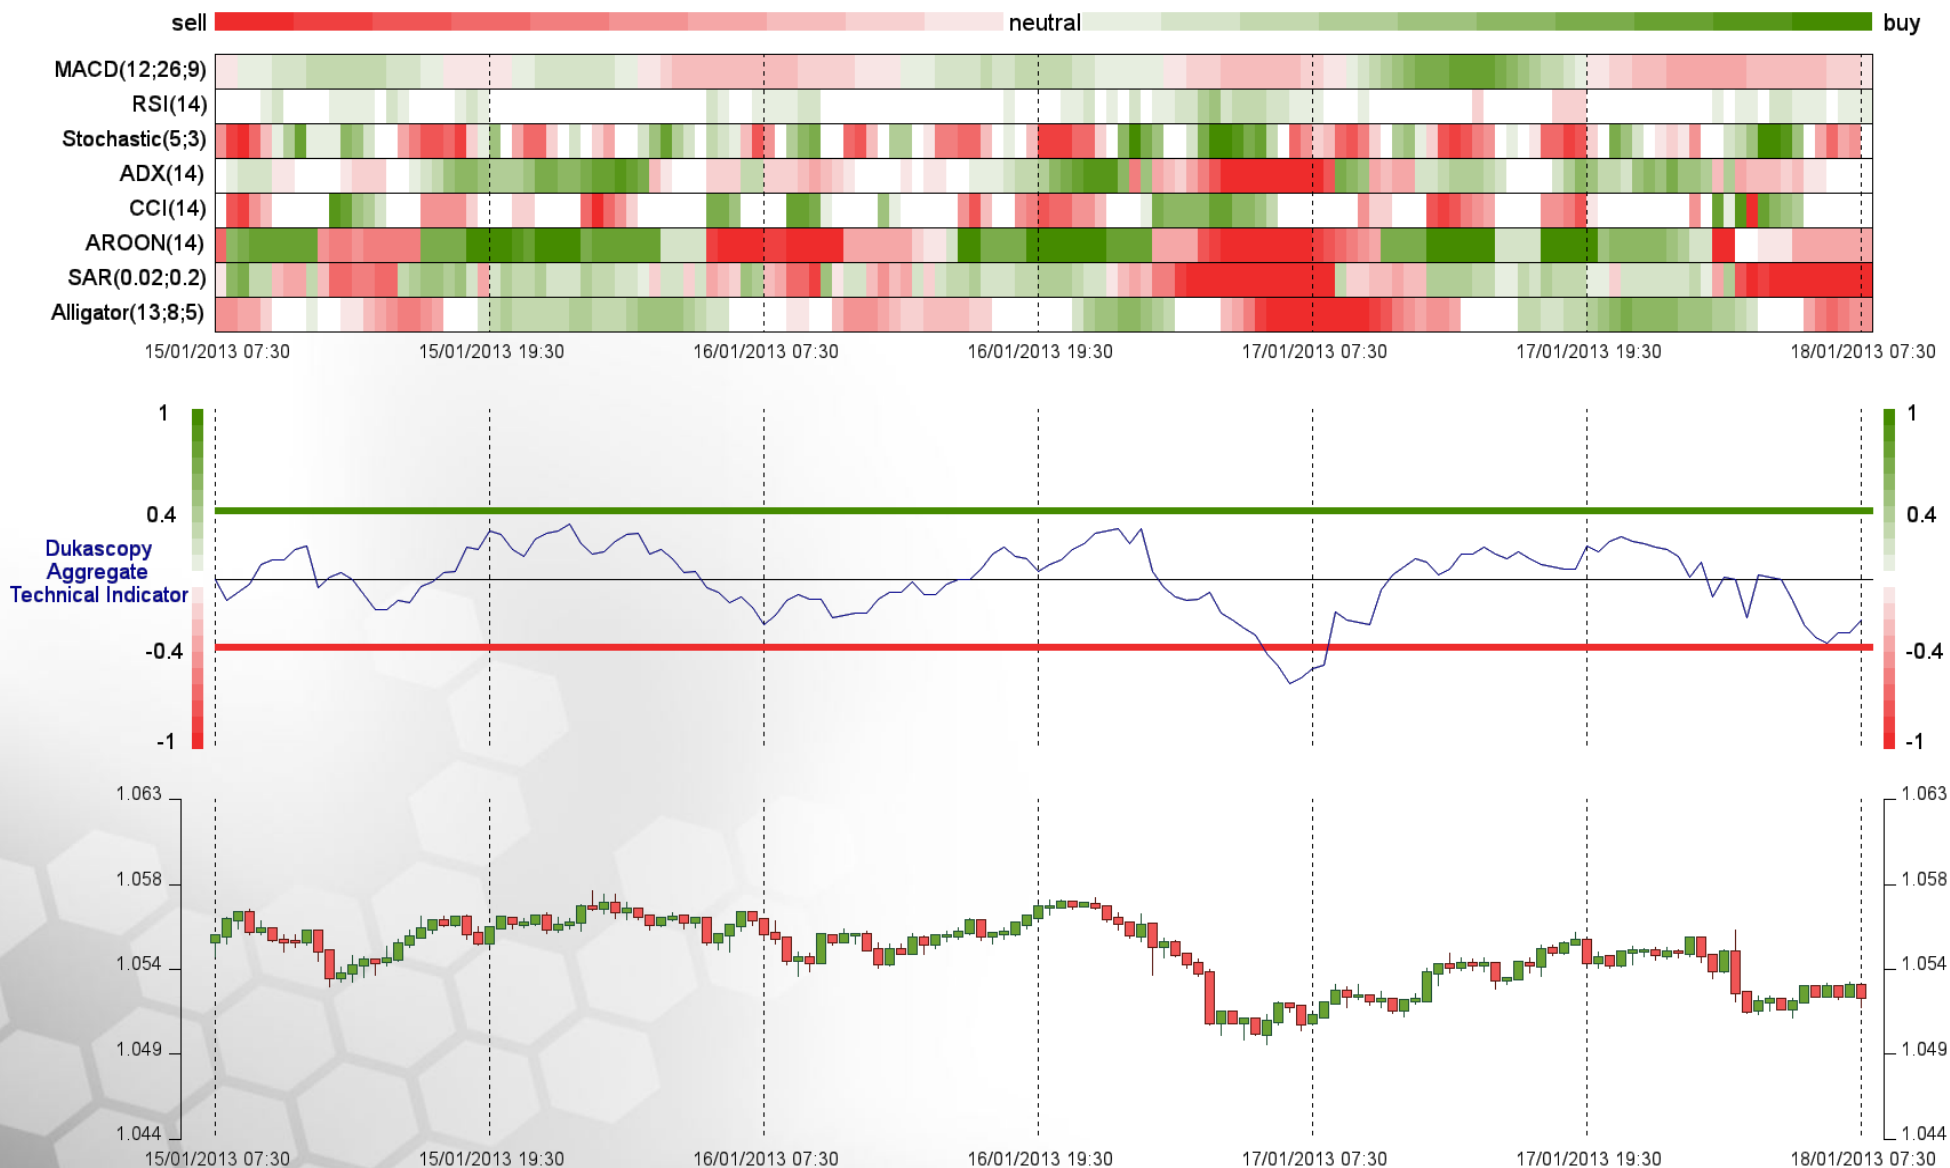 sell neutral buy
MACD(12;26;9)
RSI(14)
Stochastic(5;3)
ADX(14)
CCI(14)
AROON(14)
SAR(0.02;0.2)
Alligator(13;8;5)
15/01/2013 07:30 15/01/2013 19:30 16/01/2013 07:30 16/01/2013 19:30 17/01/2013 07:30 17/01/2013 19:30 18/01/2013 07:30
1 1
0.4 0.4
Dukascopy
Aggregate
Technical Indicator
-0.4 -0.4
-1 -1
1.063 1.063
1.058 1.058
1.054 1.054
1.049 1.049
1.044 1.044
15/01/2013 07:30 15/01/2013 19:30 16/01/2013 07:30 16/01/2013 19:30 17/01/2013 07:30 17/01/2013 19:30 18/01/2013 07:30